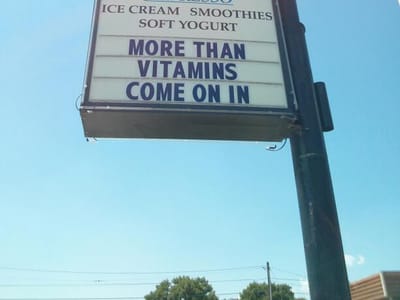 ICE CREAM SMOOTHIES
SOFT YOGURT
MORE THAN
VITAMINS
COME ON IN